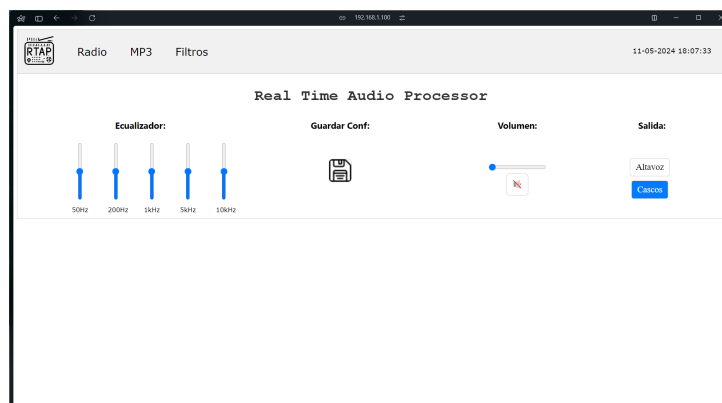 192.168.1.100
RTAP
Radio MP3 Filtros
11-05-2024 18:07:33
Real Time Audio Processor
Ecualizador: Guardar Conf: Volumen: Salida:
Altavoz
Cascos
50Hz 200Hz 1kHz 5kHz 10kHz